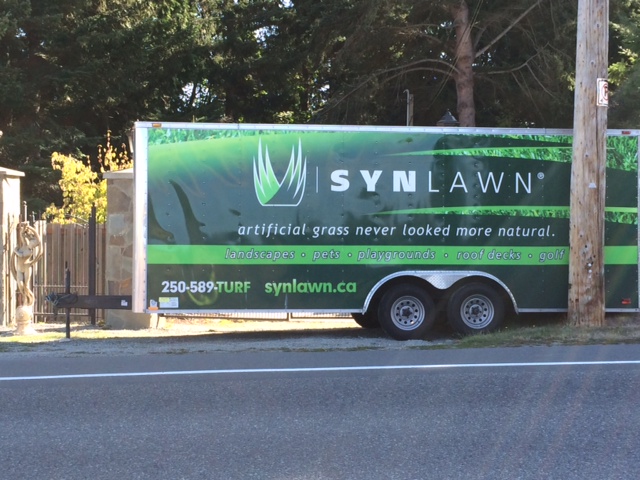 SYNLAWN®
artificial grass never looked more natural.
landscapes • pets • playgrounds • roof decks • golf
250-589-TURF synlawn.ca